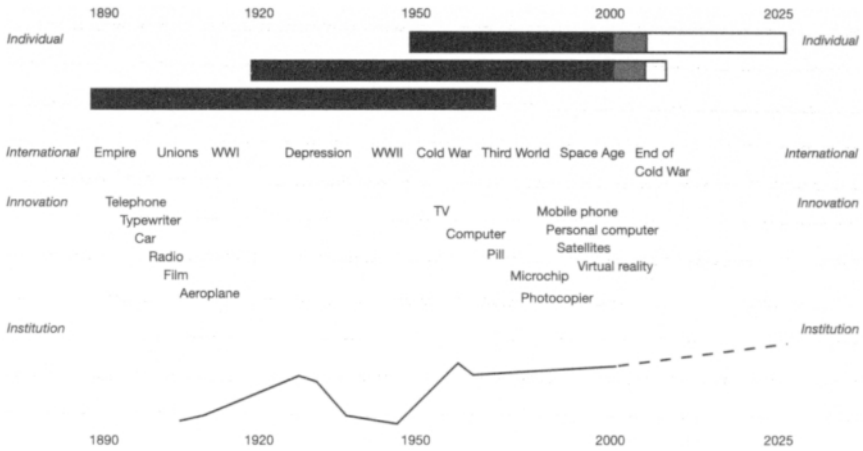 1890 1920 1950 2000 2025
Individual Individual
International Empire Unions WWI Depression WWII Cold War Third World Space Age End of International
Cold War
Innovation Telephone TV Mobile phone Innovation
Typewriter Personal computer
Car Computer
Radio Pill Satellites
Film Microchip Virtual reality
Aeroplane Photocopier
Institution Institution
1890 1920 1950 2000 2025